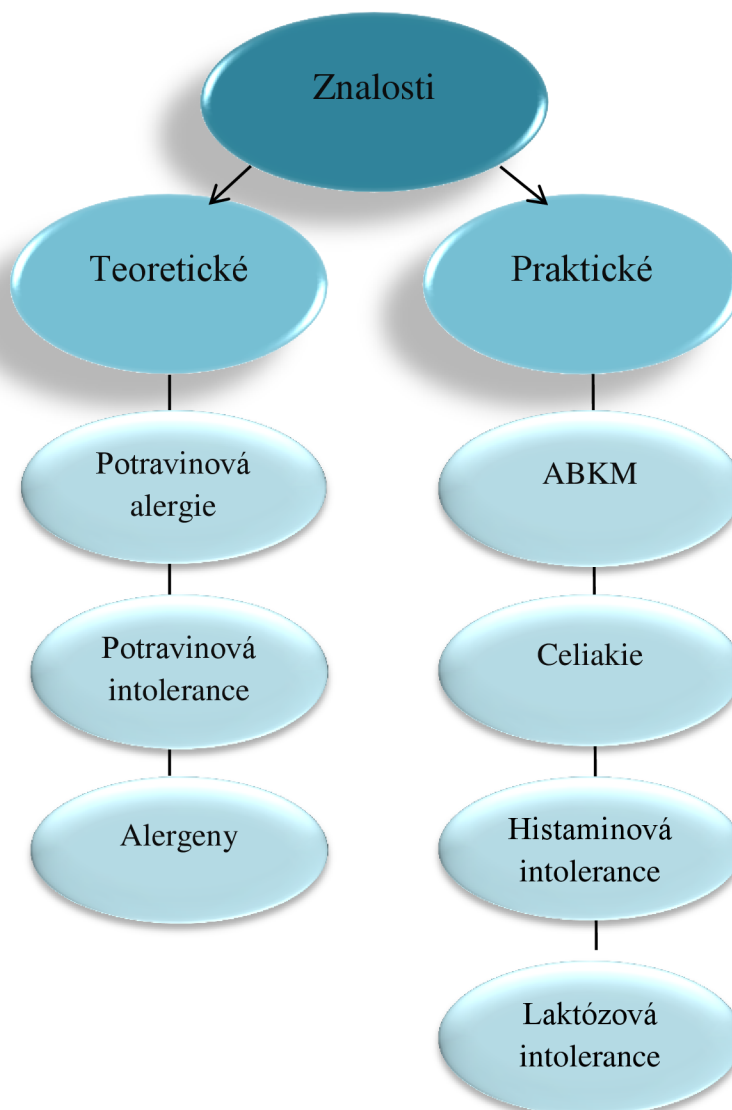 Znalosti
Teoretické
Praktické
Potravinová
alergie
ABKM
Potravinová
intolerance
Celiakie
Alergeny
Histaminová
intolerance
Laktózová
intolerance